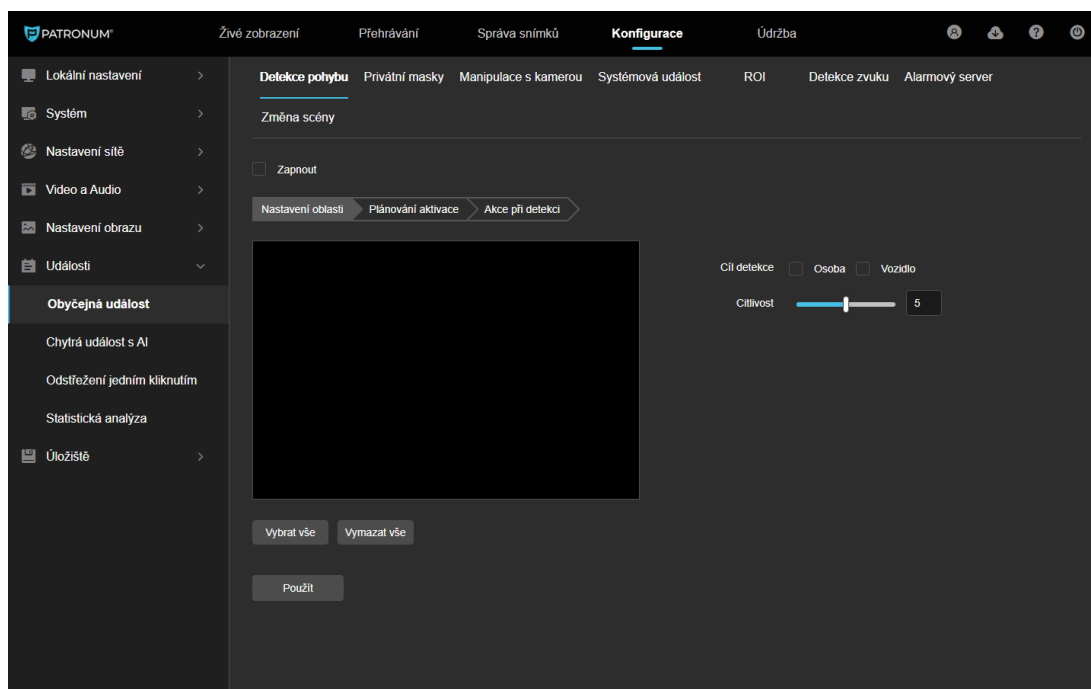 PATRONUM®
Živé zobrazení Přehrávání Správa snímků Konfigurace Údržba
Lokální nastavení
Systém
Nastavení sítě
Video a Audio
Nastavení obrazu
Události
Obyčejná událost
Chytrá událost s AI
Odstřežení jedním kliknutím
Statistická analýza
Úložiště
Detekce pohybu Privátní masky Manipulace s kamerou Systémová událost ROI Detekce zvuku Alarmový server
Změna scény
Zapnout
Nastavení oblasti Plánování aktivace Akce při detekci
Cíl detekce Osoba Vozidlo
Citlivost 5
Vybrat vše Vymazat vše
Použít